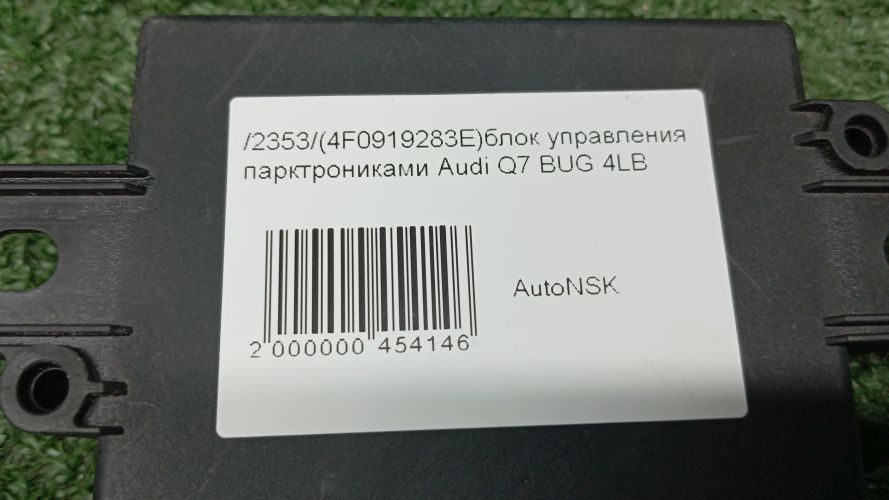 /2353/(4F0919283E)блок управления
парктрониками Audi Q7 BUG 4LB
AutoNSK
2 000000 454146